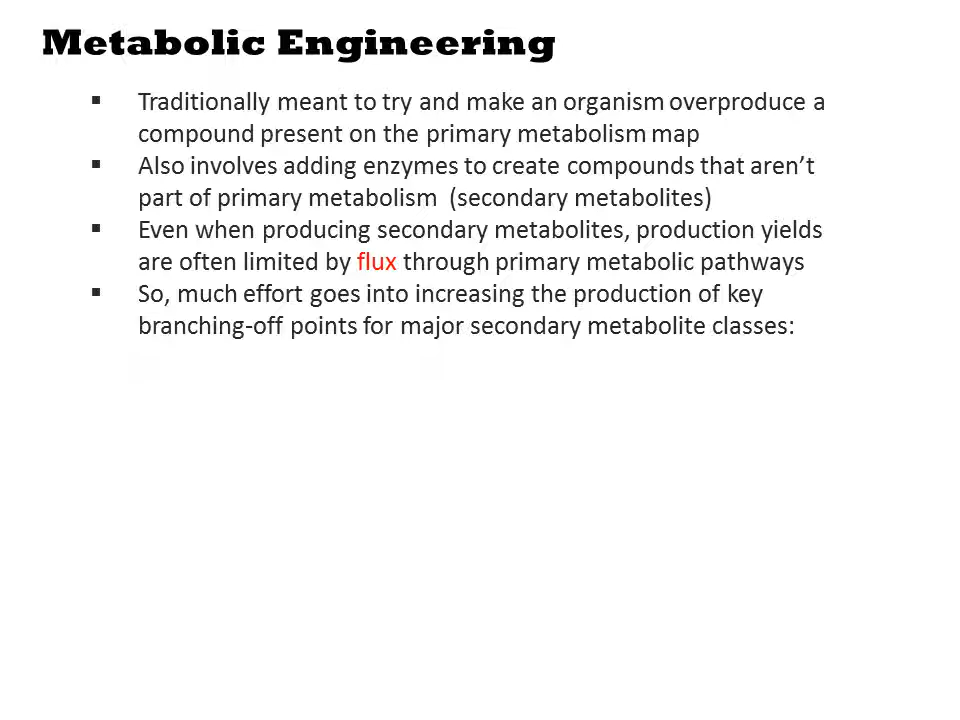 Metabolic Engineering
▪ Traditionally meant to try and make an organism overproduce a
compound present on the primary metabolism map
▪ Also involves adding enzymes to create compounds that aren’t
part of primary metabolism (secondary metabolites)
▪ Even when producing secondary metabolites, production yields
are often limited by flux through primary metabolic pathways
▪ So, much effort goes into increasing the production of key
branching-off points for major secondary metabolite classes: